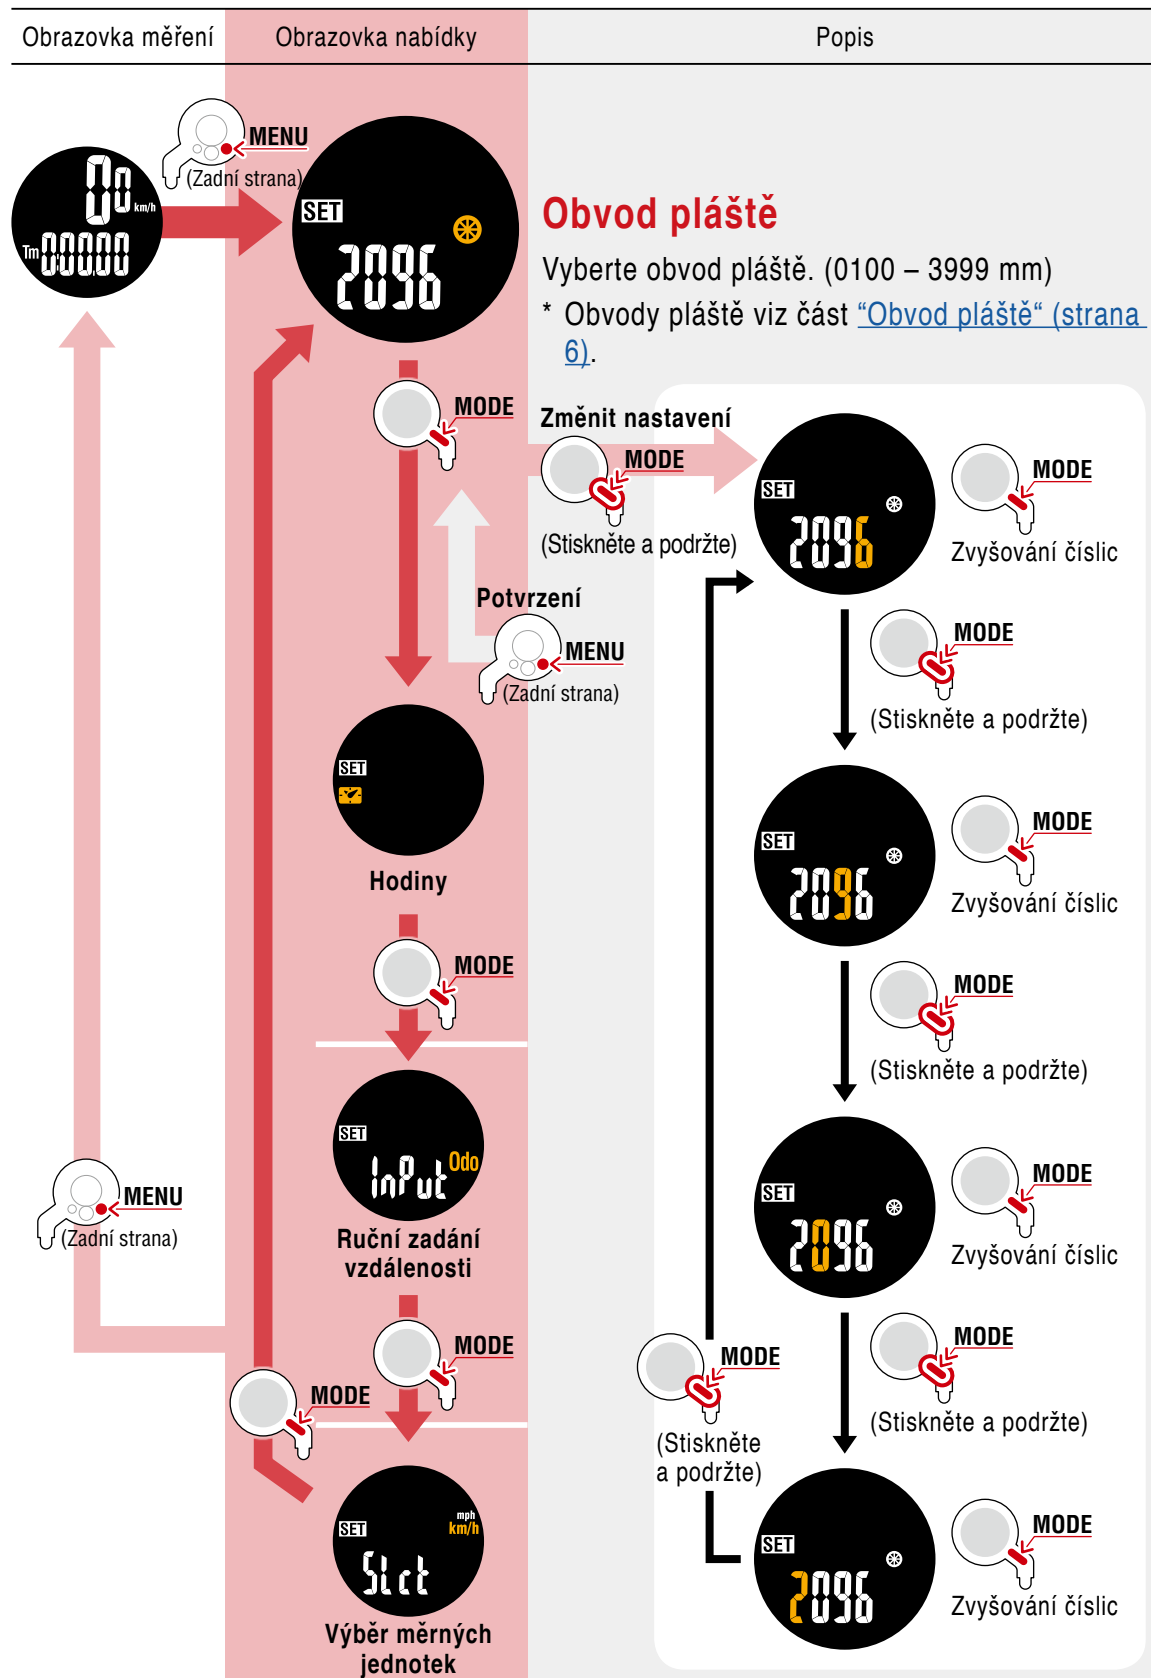 Obrazovka měření
Obrazovka nabídky
Popis
MENU
(Zadní strana)
00 km/h
Tm 0:00:00
SET
2096
Obvod pláště
Vyberte obvod pláště. (0100 – 3999 mm)
* Obvody pláště viz část “Obvod pláště“ (strana
6).
MODE
Změnit nastavení
MODE
(Stiskněte a podržte)
SET
2096
MODE
Zvyšování číslic
Potvrzení
MENU
(Zadní strana)
MODE
(Stiskněte a podržte)
SET
Hodiny
SET
2096
MODE
Zvyšování číslic
MODE
MODE
(Stiskněte a podržte)
SET
InPut Odo
Ruční zadání
vzdálenosti
MENU
(Zadní strana)
SET
2096
MODE
Zvyšování číslic
MODE
MODE
MODE
(Stiskněte
a podržte)
MODE
(Stiskněte a podržte)
SET
mph
km/h
Slct
Výběr měrných
jednotek
SET
2096
MODE
Zvyšování číslic